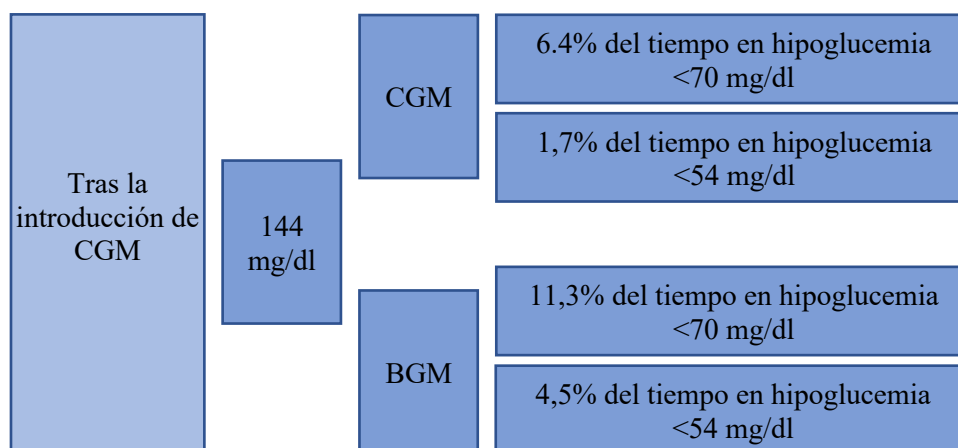 Tras la
introducción de
CGM
144
mg/dl
CGM
6.4% del tiempo en hipoglucemia
<70 mg/dl
1,7% del tiempo en hipoglucemia
<54 mg/dl
BGM
11,3% del tiempo en hipoglucemia
<70 mg/dl
4,5% del tiempo en hipoglucemia
<54 mg/dl